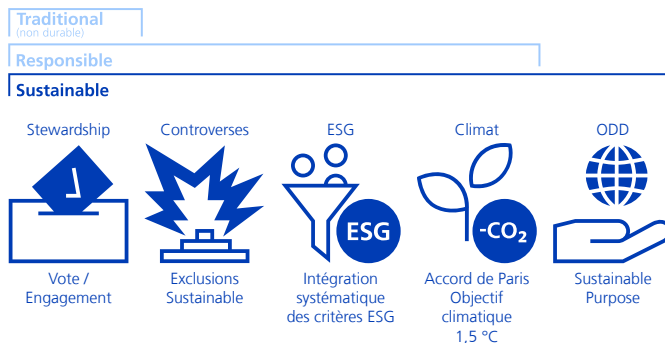 Traditional
(non durable)
Responsible
Sustainable
Stewardship
Controverses
ESG
Climat
ODD
ESG
-CO₂
Vote /
Engagement
Exclusions
Sustainable
Intégration
systématique
des critères ESG
Accord de Paris
Objectif
climatique
1,5 °C
Sustainable
Purpose